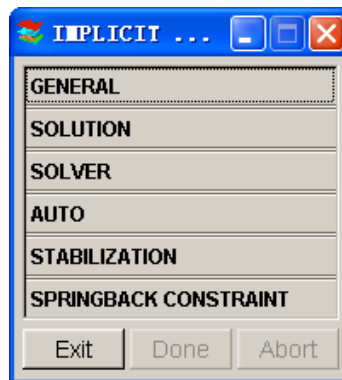 IMPLICIT ...
GENERAL
SOLUTION
SOLVER
AUTO
STABILIZATION
SPRINGBACK CONSTRAINT
Exit Done Abort